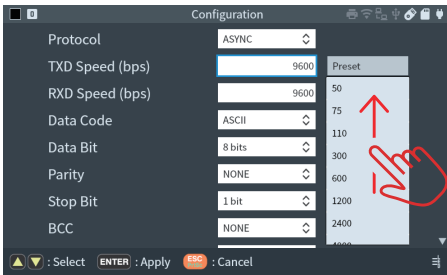 0 Configuration
Protocol ASYNC
TXD Speed (bps) 9600 Preset
RXD Speed (bps) 9600 50
Data Code ASCII 75
110
Data Bit 8 bits 300
Parity NONE 600
Stop Bit 1 bit 1200
BCC NONE 2400
: Select ENTER : Apply ESC : Cancel